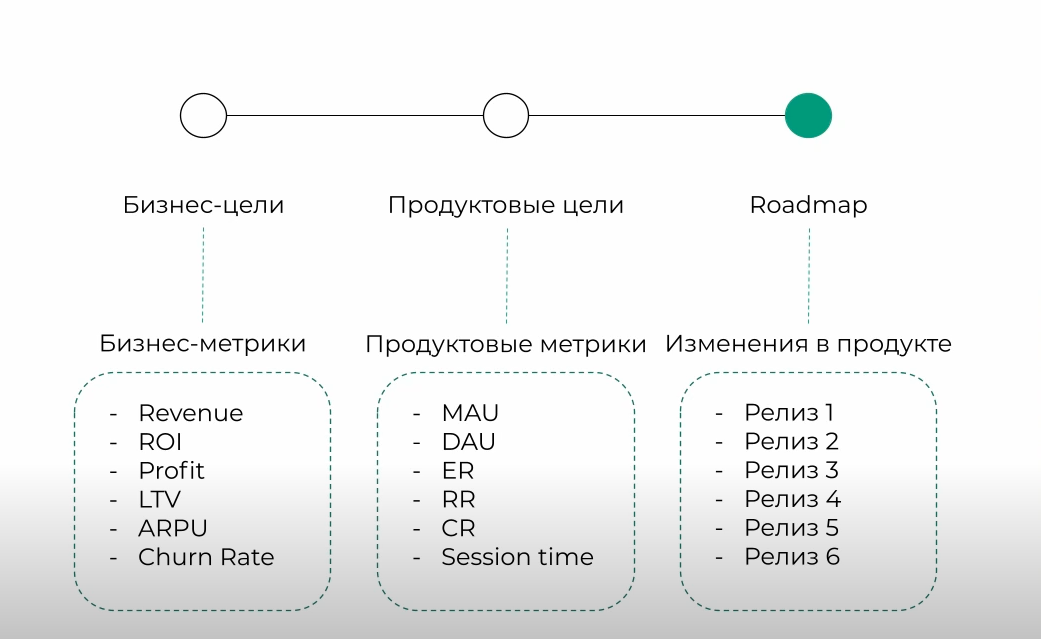 Бизнес-цели
Продуктовые цели
Roadmap
Бизнес-метрики
Продуктовые метрики
Изменения в продукте
- Revenue
- ROI
- Profit
- LTV
- ARPU
- Churn Rate
- MAU
- DAU
- ER
- RR
- CR
- Session time
- Релиз 1
- Релиз 2
- Релиз 3
- Релиз 4
- Релиз 5
- Релиз 6